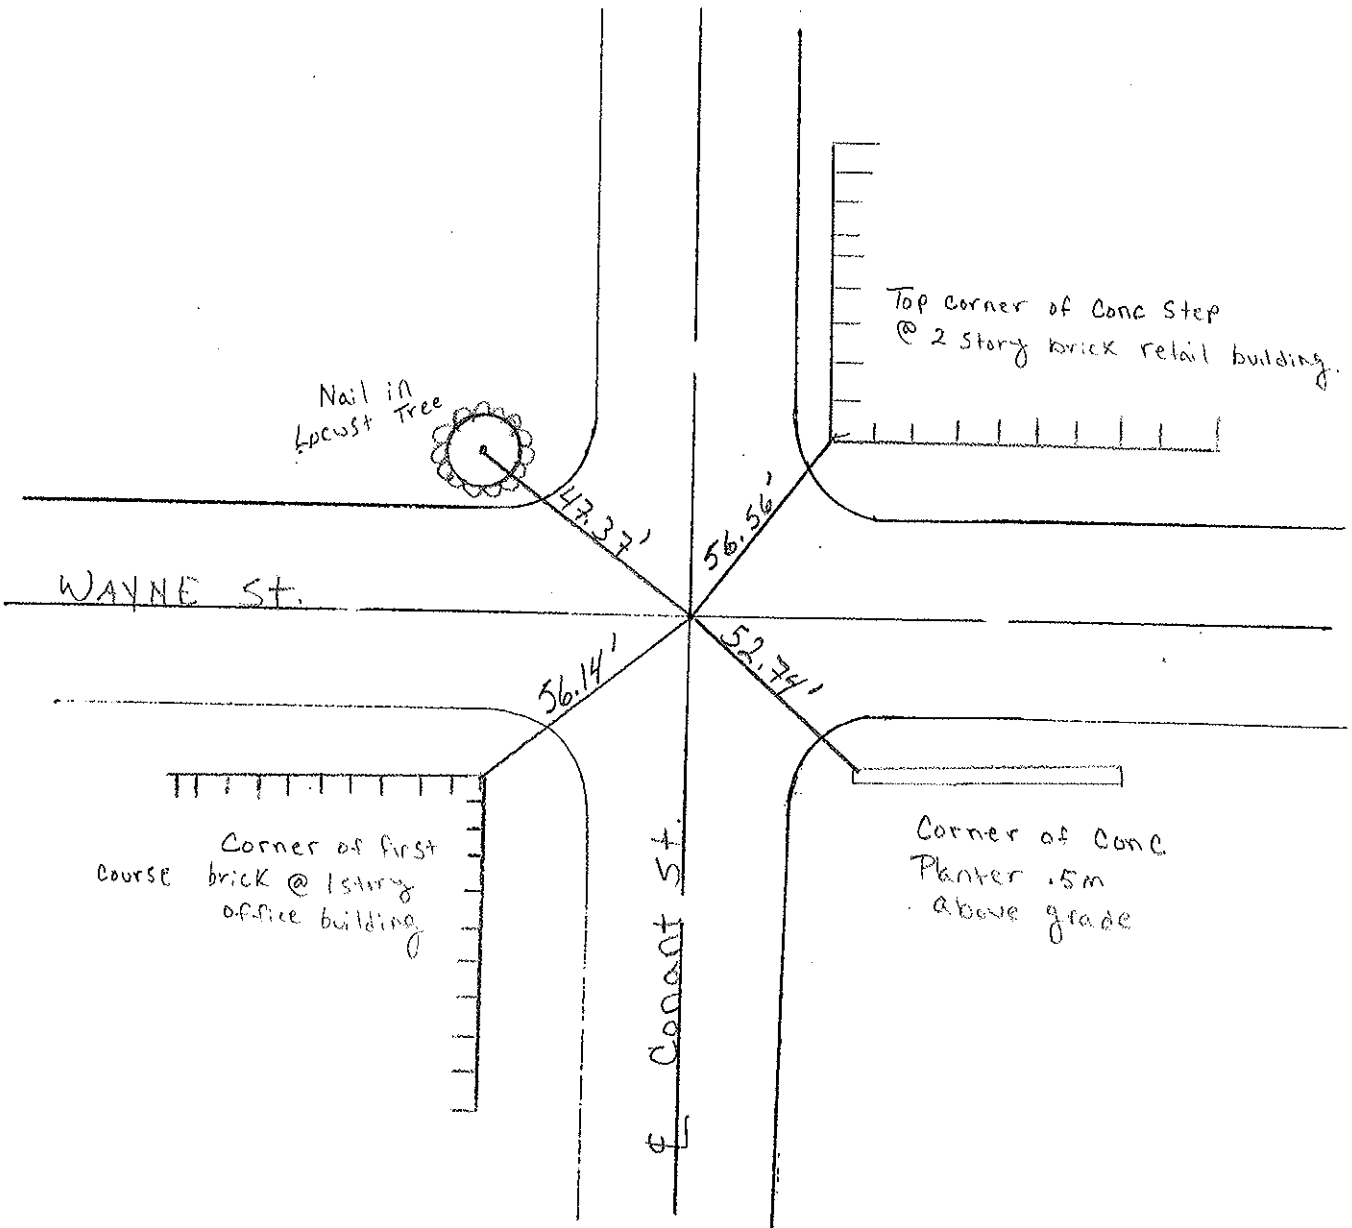 Top corner of Conc Step
@ 2 Story brick retail building.
Nail in
Locust Tree
47.37'
56.56'
WAYNE St.
56.14'
52.74'
Corner of first
course brick @ 1 story
office building
Corner of Conc
Planter .5m
above grade
℄ Conant St.